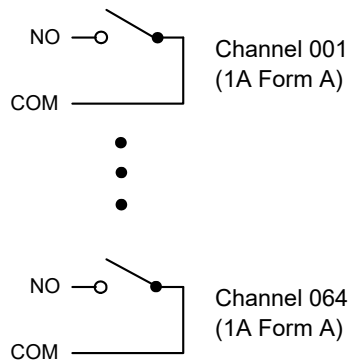 NO
Channel 001
(1A Form A)
COM
NO
Channel 064
(1A Form A)
COM